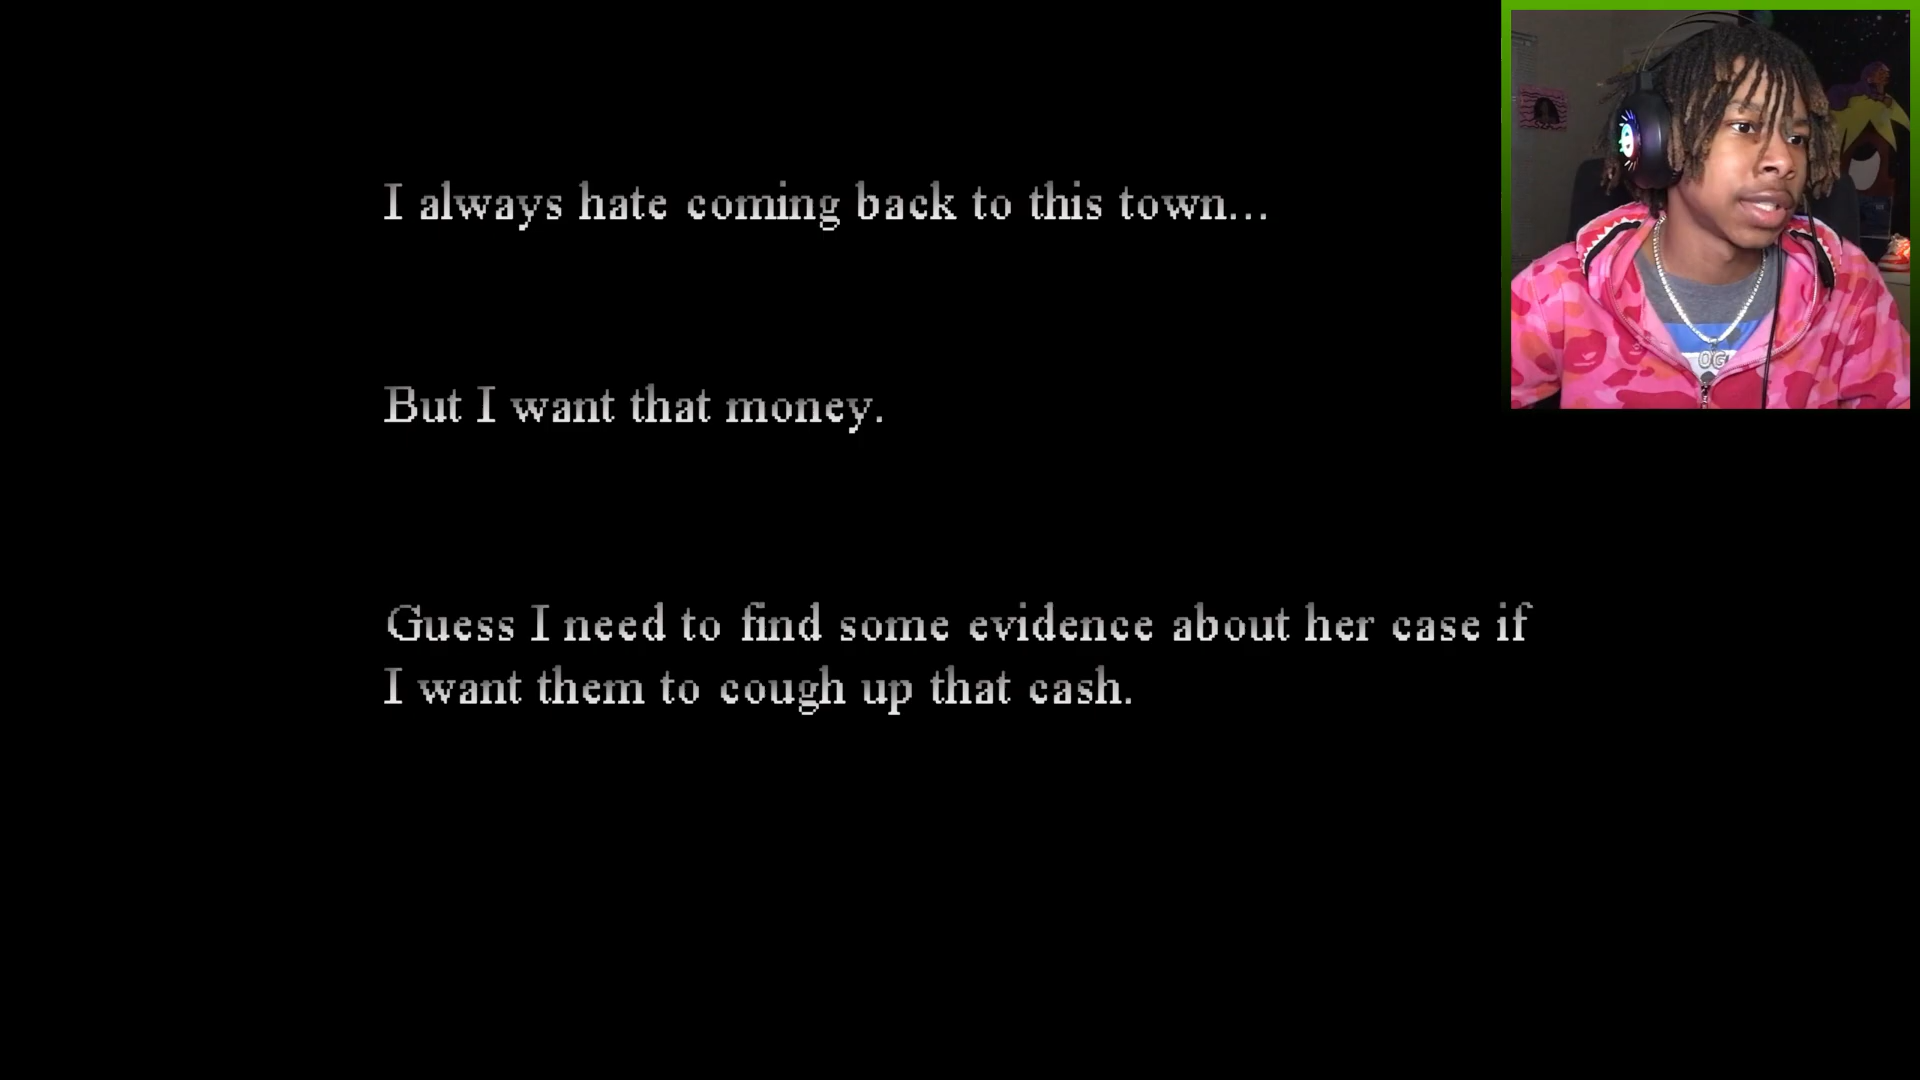 I always hate coming back to this town...
But I want that money.
Guess I need to find some evidence about her case if
I want them to cough up that cash.
OG